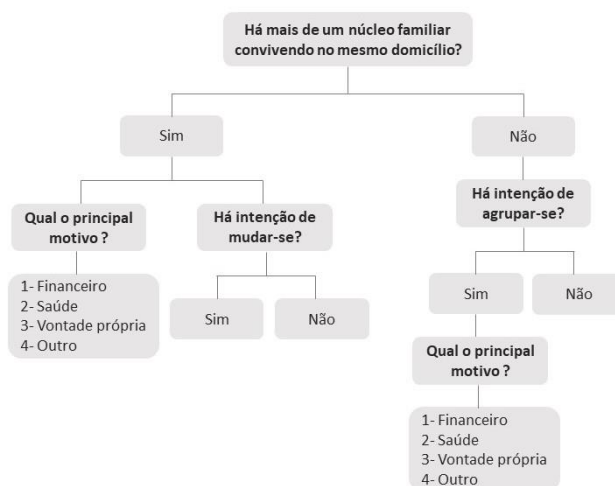 Há mais de um núcleo familiar
convivendo no mesmo domicílio?
Sim
Não
Qual o principal
motivo ?
Há intenção de
mudar-se?
Há intenção de
agrupar-se?
1- Financeiro
2- Saúde
3- Vontade própria
4- Outro
Sim
Não
Sim
Não
Qual o principal
motivo ?
1- Financeiro
2- Saúde
3- Vontade própria
4- Outro